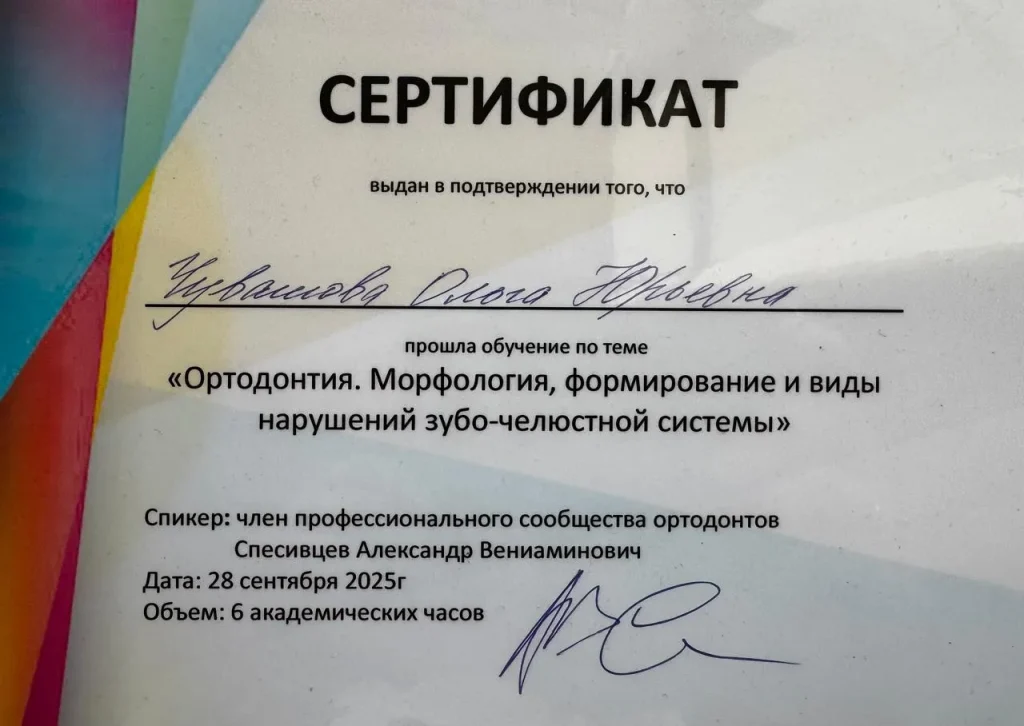 СЕРТИФИКАТ
выдан в подтверждении того, что
Чувашова Ольга Юрьевна
прошла обучение по теме
«Ортодонтия. Морфология, формирование и виды
нарушений зубо-челюстной системы»
Спикер: член профессионального сообщества ортодонтов
Спесивцев Александр Вениаминович
Дата: 28 сентября 2025г
Объем: 6 академических часов